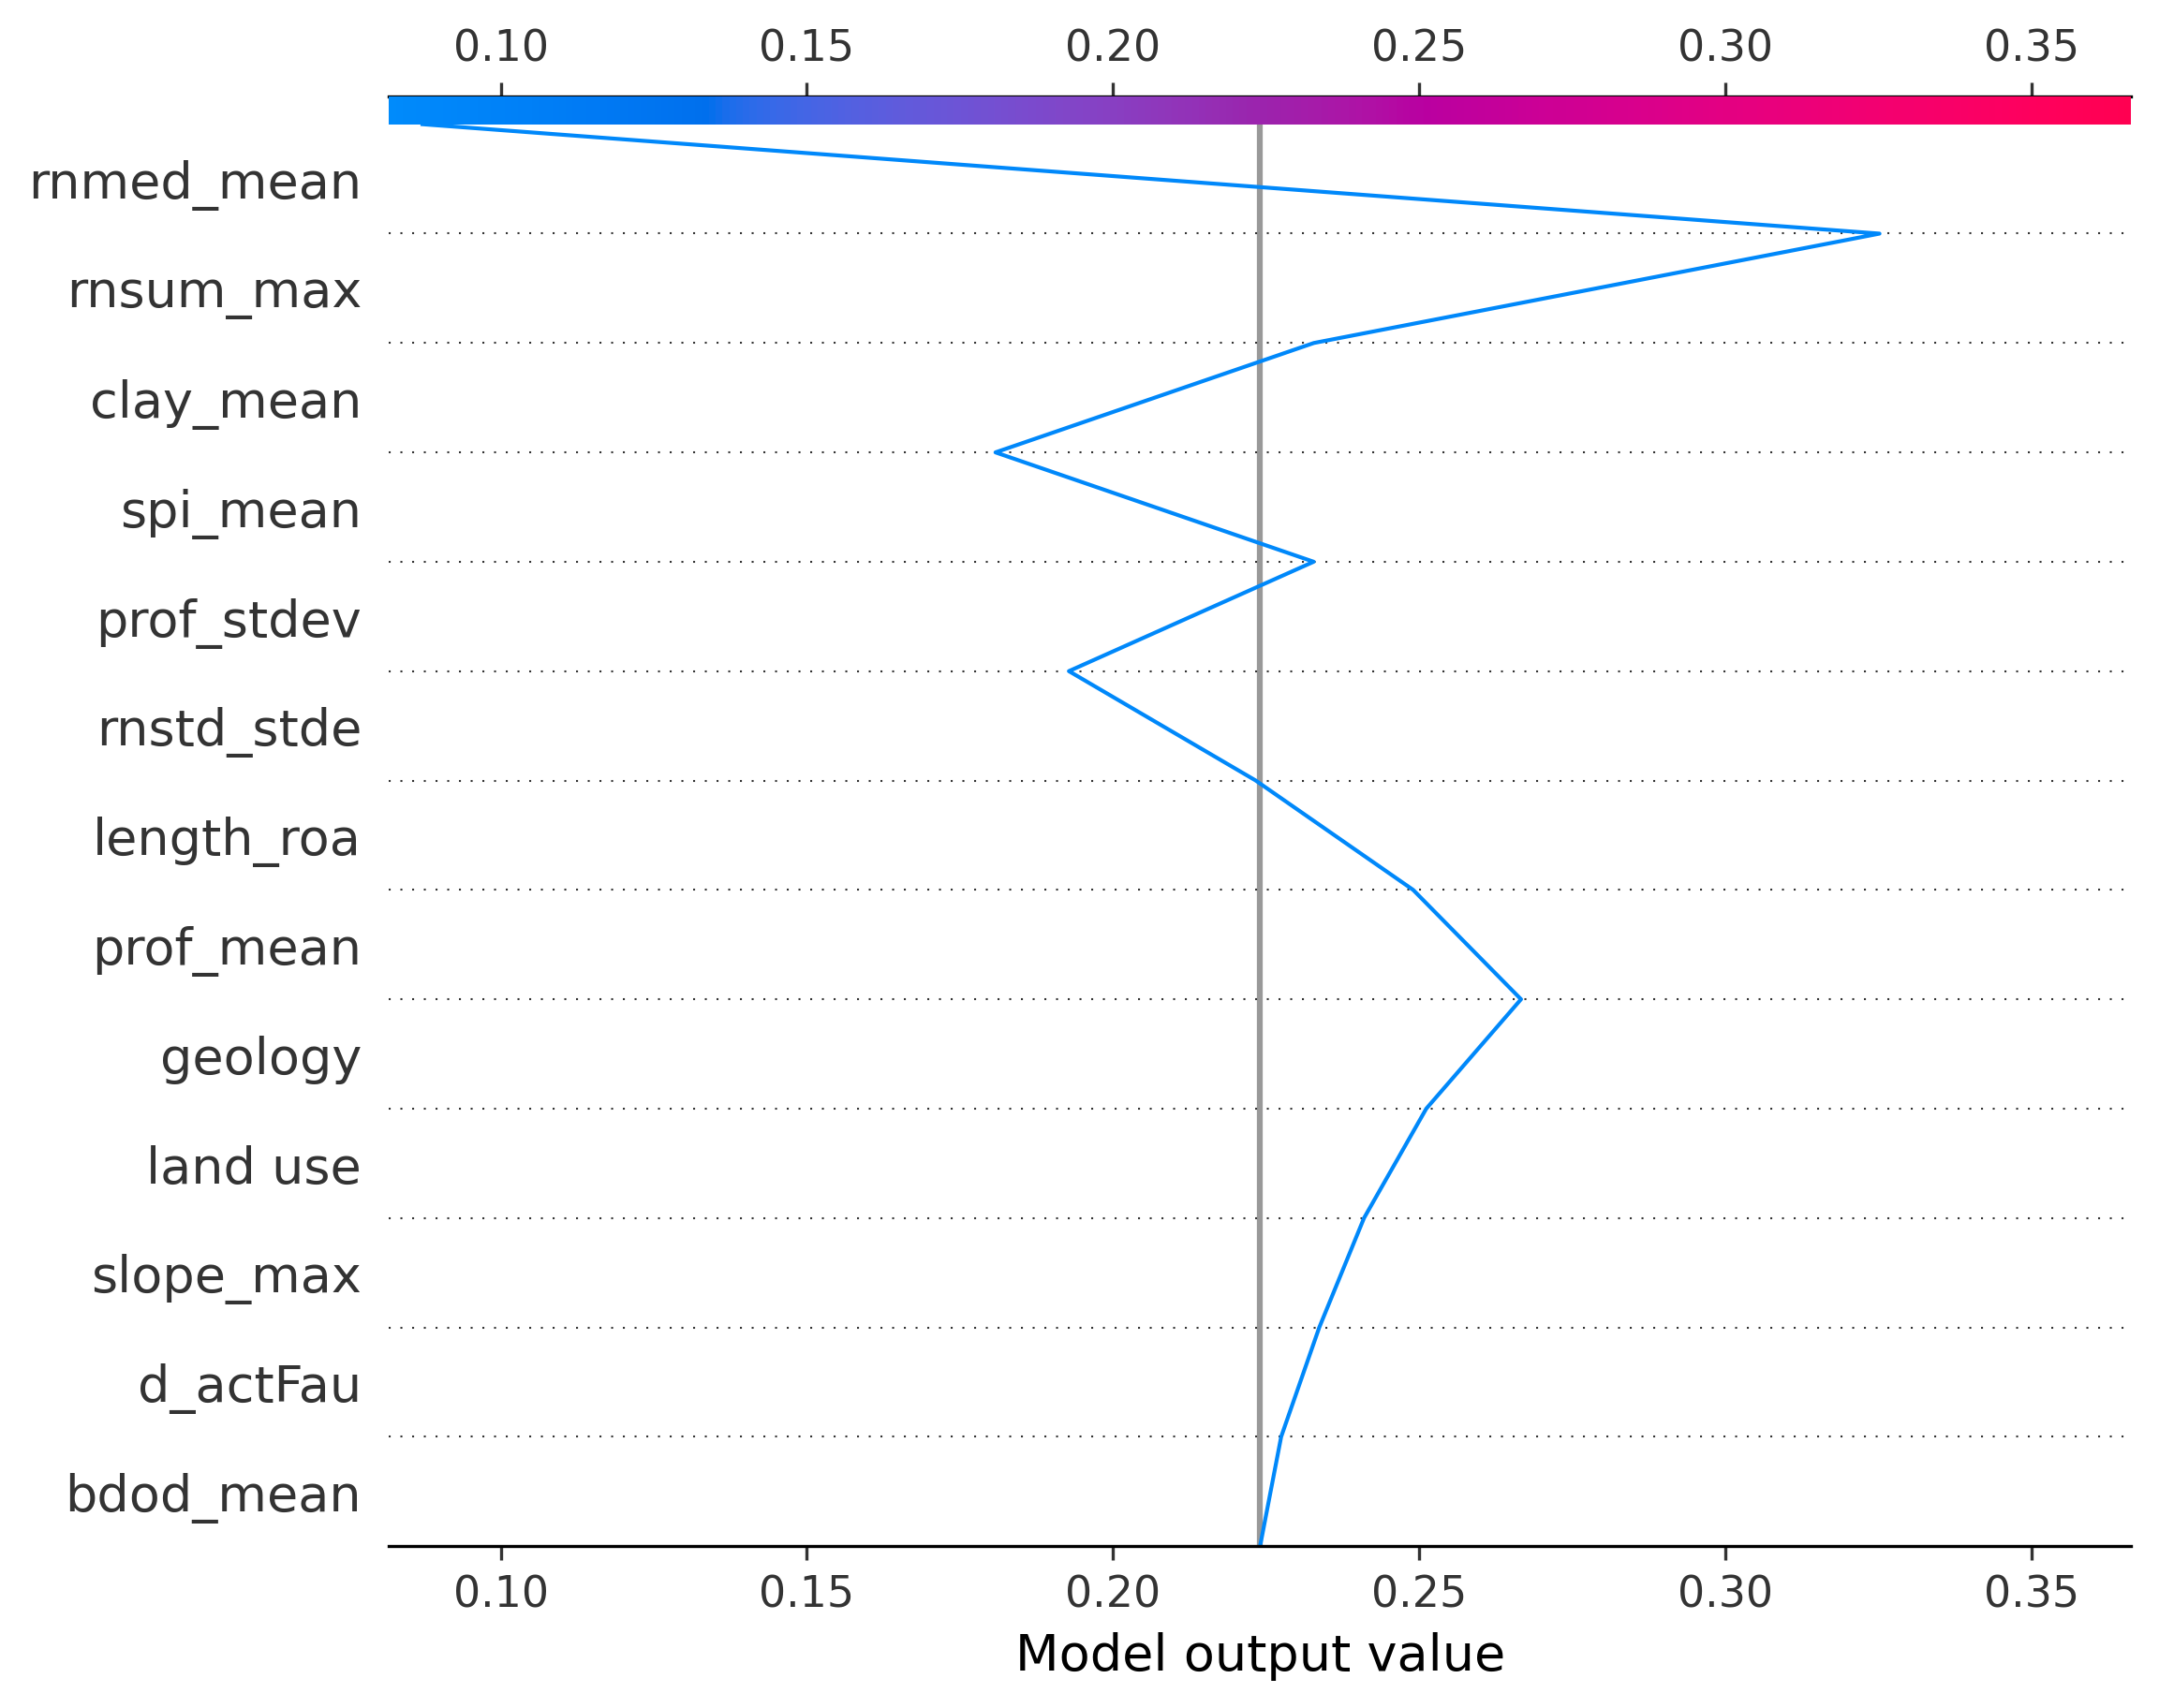 0.10 0.15 0.20 0.25 0.30 0.35
rnmed_mean
rnsum_max
clay_mean
spi_mean
prof_stdev
rnstd_stde
length_roa
prof_mean
geology
land use
slope_max
d_actFau
bdod_mean
0.10 0.15 0.20 0.25 0.30 0.35
Model output value